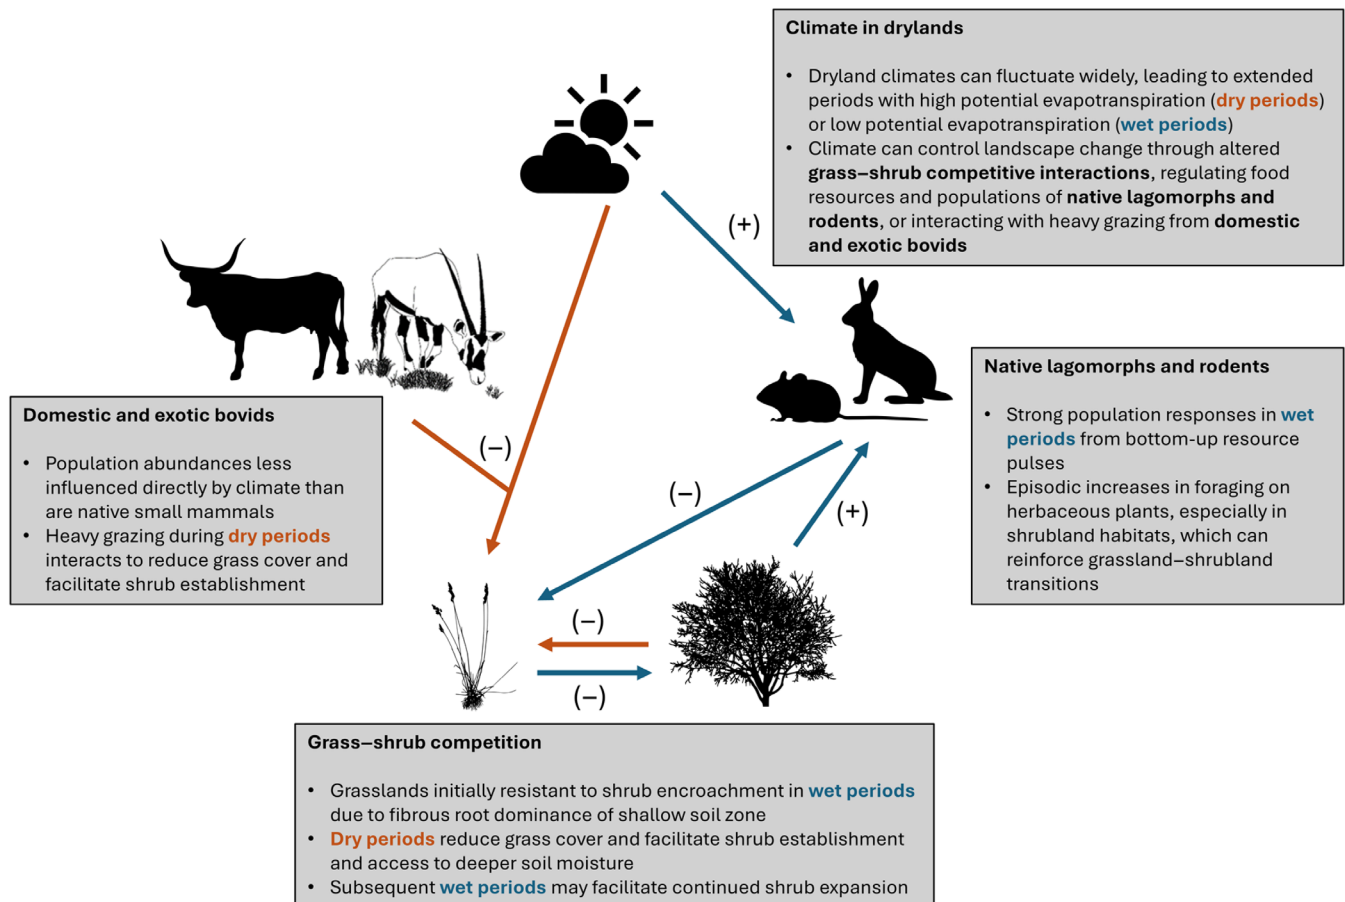 Climate in drylands
• Dryland climates can fluctuate widely, leading to extended
periods with high potential evapotranspiration (dry periods)
or low potential evapotranspiration (wet periods)
• Climate can control landscape change through altered
grass–shrub competitive interactions, regulating food
resources and populations of native lagomorphs and
rodents, or interacting with heavy grazing from domestic
and exotic bovids
(+)
Native lagomorphs and rodents
• Strong population responses in wet
periods from bottom-up resource
pulses
• Episodic increases in foraging on
herbaceous plants, especially in
shrubland habitats, which can
reinforce grassland–shrubland
transitions
Domestic and exotic bovids
• Population abundances less
influenced directly by climate than
are native small mammals
• Heavy grazing during dry periods
interacts to reduce grass cover and
facilitate shrub establishment
(–)
(–)
(+)
(–)
(–)
Grass–shrub competition
• Grasslands initially resistant to shrub encroachment in wet periods
due to fibrous root dominance of shallow soil zone
• Dry periods reduce grass cover and facilitate shrub establishment
and access to deeper soil moisture
• Subsequent wet periods may facilitate continued shrub expansion